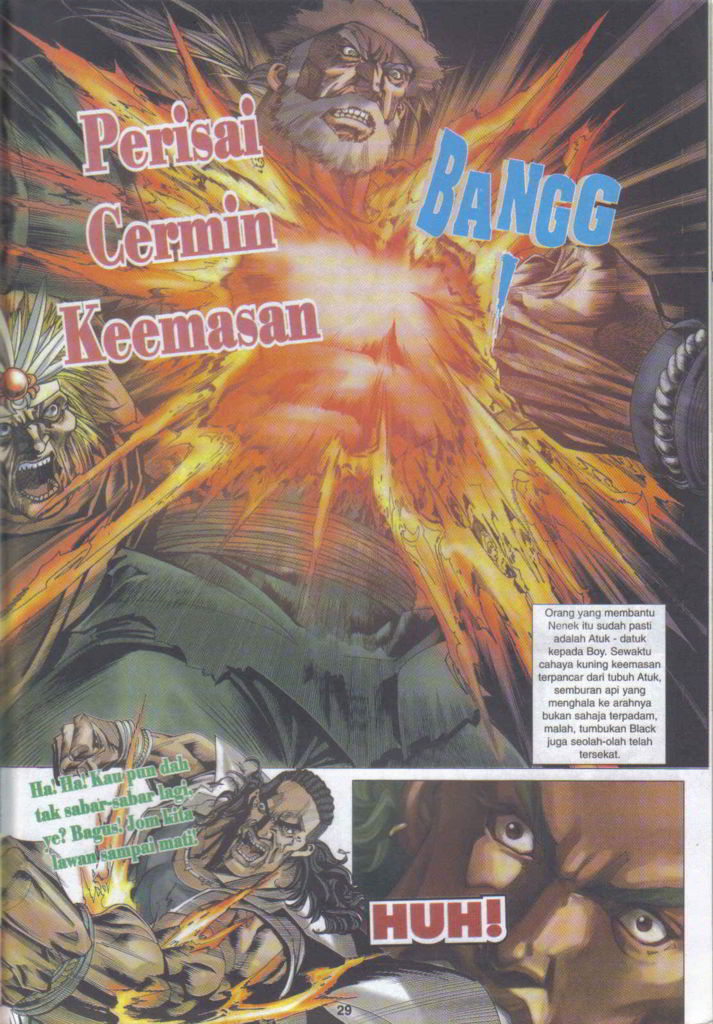 Perisai
Cermin
Keemasan
BANGG
!
Orang yang membantu
Nenek itu sudah pasti
adalah Atuk - datuk
kepada Boy. Sewaktu
cahaya kuning keemasan
terpancar dari tubuh Atuk,
semburan api yang
menghala ke arahnya
bukan sahaja terpadam,
malah, tumbukan Black
juga seolah-olah telah
tersekat.
Ha! Ha! Kau pun dah
tak sabar-sabar lagi,
ye? Bagus. Jom kita
lawan sampai mati!
HUH!
29